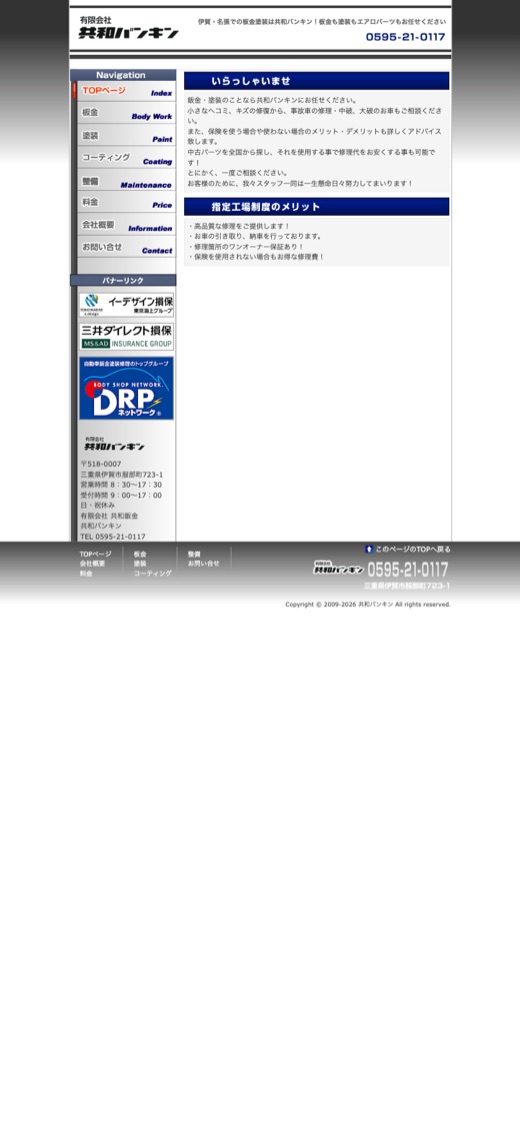 有限会社
共和バンキン
伊賀・名張での板金塗装は共和バンキン！板金も塗装もエアロパーツもお任せください
0595-21-0117
Navigation
TOPページ Index
板金 Body Work
塗装 Paint
コーティング Coating
整備 Maintenance
料金 Price
会社概要 Information
お問い合せ Contact
バナーリンク
イーデザイン損保
東京海上グループ
三井ダイレクト損保
MS&AD INSURANCE GROUP
自動車鈑金塗装修理のトップグループ
BODY SHOP NETWORK.
DRP
ネットワーク®
有限会社
共和バンキン
〒518-0007
三重県伊賀市服部町723-1
営業時間 8：30～17：30
受付時間 9：00～17：00
日・祝休み
有限会社 共和鈑金
共和バンキン
TEL 0595-21-0117
いらっしゃいませ
鈑金・塗装のことなら共和バンキンにお任せください。
小さなヘコミ、キズの修復から、事故車の修理・中破、大破のお車もご相談くださ
い。
また、保険を使う場合や使わない場合のメリット・デメリットも詳しくアドバイス
致します。
中古パーツを全国から探し、それを使用する事で修理代をお安くする事も可能で
す！
とにかく、一度ご相談ください。
お客様のために、我々スタッフ一同は一生懸命日々努力してまいります！
指定工場制度のメリット
・高品質な修理をご提供します！
・お車の引き取り、納車を行っております。
・修理箇所のワンオーナー保証あり！
・保険を使用されない場合もお得な修理費！
TOPページ
会社概要
料金
板金
塗装
コーティング
整備
お問い合せ
このページのTOPへ戻る
有限会社
共和バンキン 0595-21-0117
三重県伊賀市服部町723-1
Copyright © 2009-2026 共和バンキン All rights reserved.